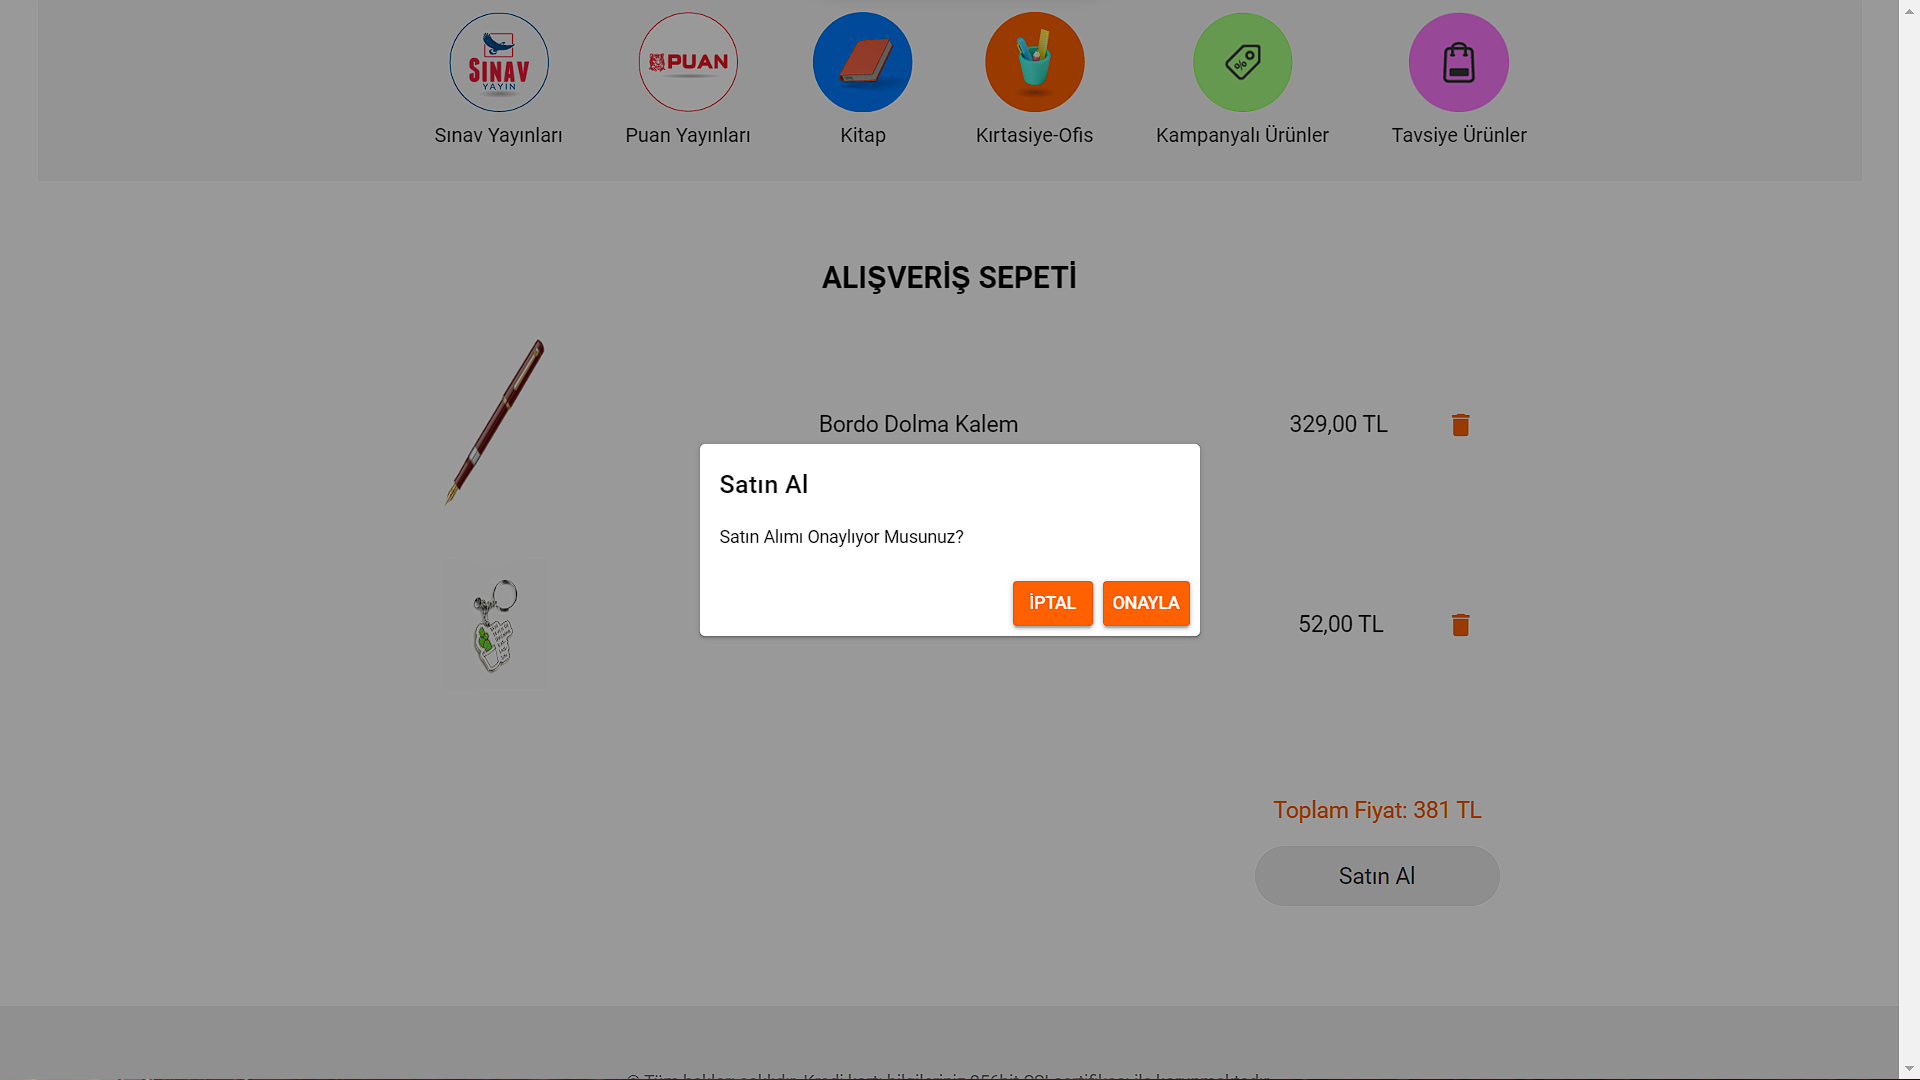 SINAV
YAYIN
PUAN
Sınav Yayınları
Puan Yayınları
Kitap
Kırtasiye-Ofis
Kampanyalı Ürünler
Tavsiye Ürünler
ALIŞVERİŞ SEPETİ
Bordo Dolma Kalem
329,00 TL
Satın Al
Satın Alımı Onaylıyor Musunuz?
İPTAL
ONAYLA
52,00 TL
Toplam Fiyat: 381 TL
Satın Al